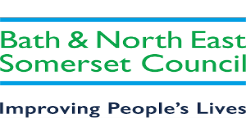 Bath & North East
Somerset Council
Improving People's Lives